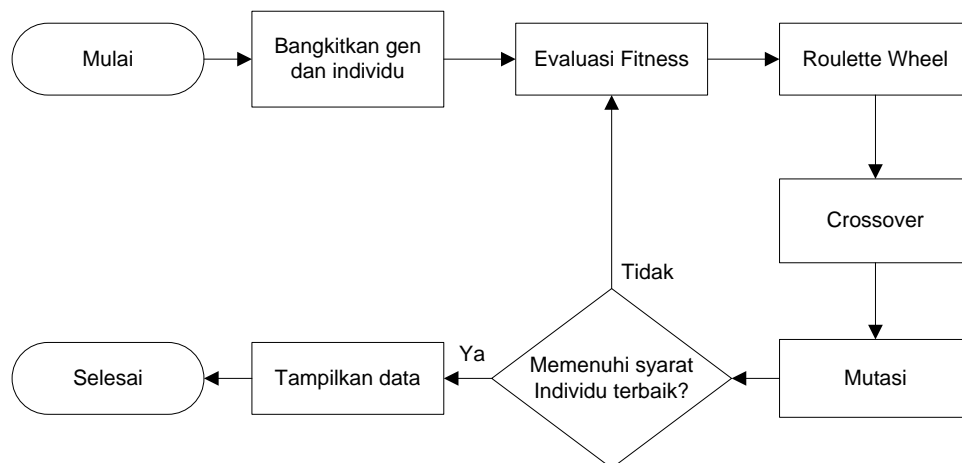 Mulai
Bangkitkan gen
dan individu
Evaluasi Fitness
Roulette Wheel
Crossover
Mutasi
Memenuhi syarat
Individu terbaik?
Tidak
Ya
Tampilkan data
Selesai